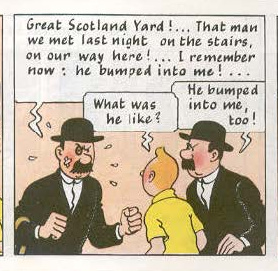 Great Scotland Yard!... That man
we met last night on the stairs,
on our way here!... I remember
now: he bumped into me!...
What was
he like?
He bumped
into me,
too!